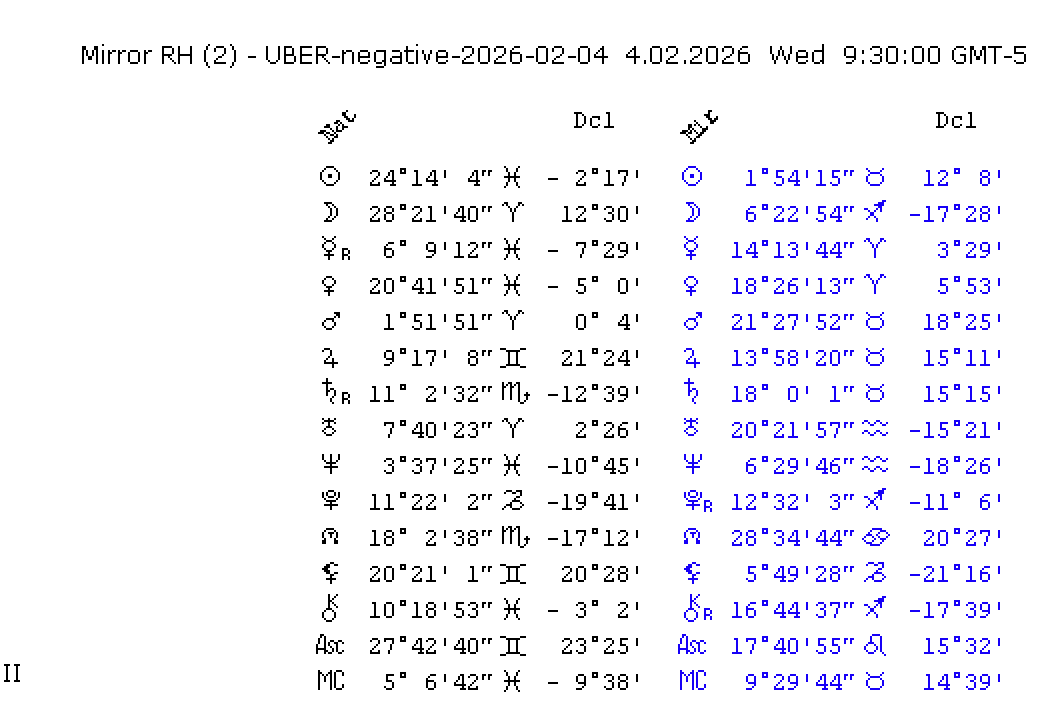 Mirror RH (2) - UBER-negative-2026-02-04 4.02.2026 Wed 9:30:00 GMT-5
Nat Dcl Mir Dcl
☉ 24°14' 4" ♓ - 2°17' ☉ 1°54'15" ♉ 12° 8'
☽ 28°21'40" ♈ 12°30' ☽ 6°22'54" ♐ -17°28'
☿R 6° 9'12" ♓ - 7°29' ☿ 14°13'44" ♈ 3°29'
♀ 20°41'51" ♓ - 5° 0' ♀ 18°26'13" ♈ 5°53'
♂ 1°51'51" ♈ 0° 4' ♂ 21°27'52" ♉ 18°25'
♃ 9°17' 8" ♊ 21°24' ♃ 13°58'20" ♉ 15°11'
♄R 11° 2'32" ♏ -12°39' ♄ 18° 0' 1" ♉ 15°15'
♅ 7°40'23" ♈ 2°26' ♅ 20°21'57" ♒ -15°21'
♆ 3°37'25" ♓ -10°45' ♆ 6°29'46" ♒ -18°26'
♇ 11°22' 2" ♑ -19°41' ♇R 12°32' 3" ♐ -11° 6'
☊ 18° 2'38" ♏ -17°12' ☊ 28°34'44" ♋ 20°27'
⚸ 20°21' 1" ♊ 20°28' ⚸ 5°49'28" ♑ -21°16'
⚷ 10°18'53" ♓ - 3° 2' ⚷R 16°44'37" ♐ -17°39'
Asc 27°42'40" ♊ 23°25' Asc 17°40'55" ♌ 15°32'
II MC 5° 6'42" ♓ - 9°38' MC 9°29'44" ♉ 14°39'